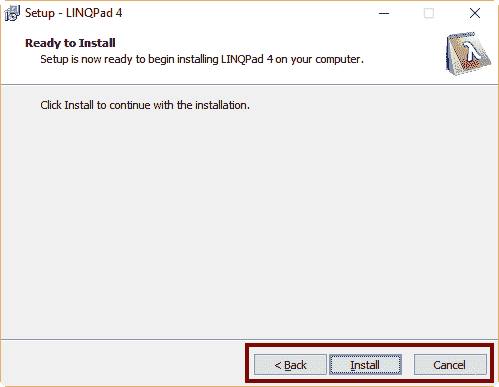 Setup - LINQPad 4
Ready to Install
Setup is now ready to begin installing LINQPad 4 on your computer.
λ
Click Install to continue with the installation.
< Back Install Cancel